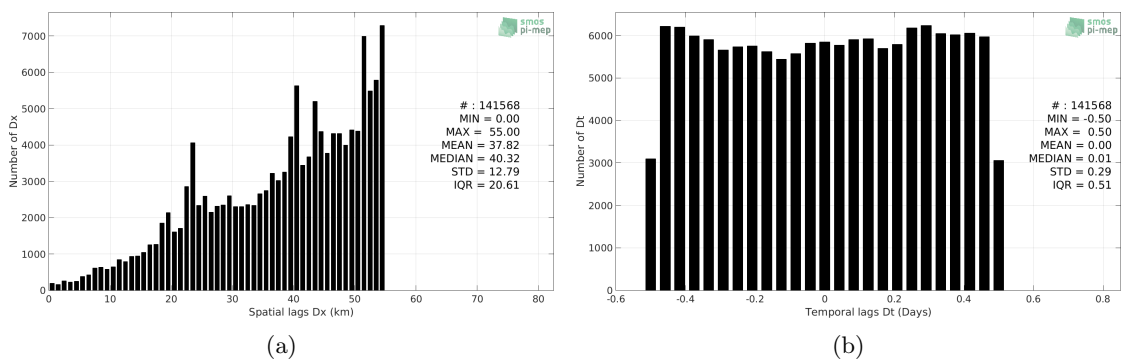 smos
pi-mep
7000
6000
5000
4000
3000
2000
1000
0
Number of Dx
# : 141568
MIN = 0.00
MAX = 55.00
MEAN = 37.82
MEDIAN = 40.32
STD = 12.79
IQR = 20.61
0 10 20 30 40 50 60 70 80
Spatial lags Dx (km)
(a)
smos
pi-mep
6000
5000
4000
3000
2000
1000
0
Number of Dt
# : 141568
MIN = -0.50
MAX = 0.50
MEAN = 0.00
MEDIAN = 0.01
STD = 0.29
IQR = 0.51
-0.6 -0.4 -0.2 0 0.2 0.4 0.6 0.8
Temporal lags Dt (Days)
(b)